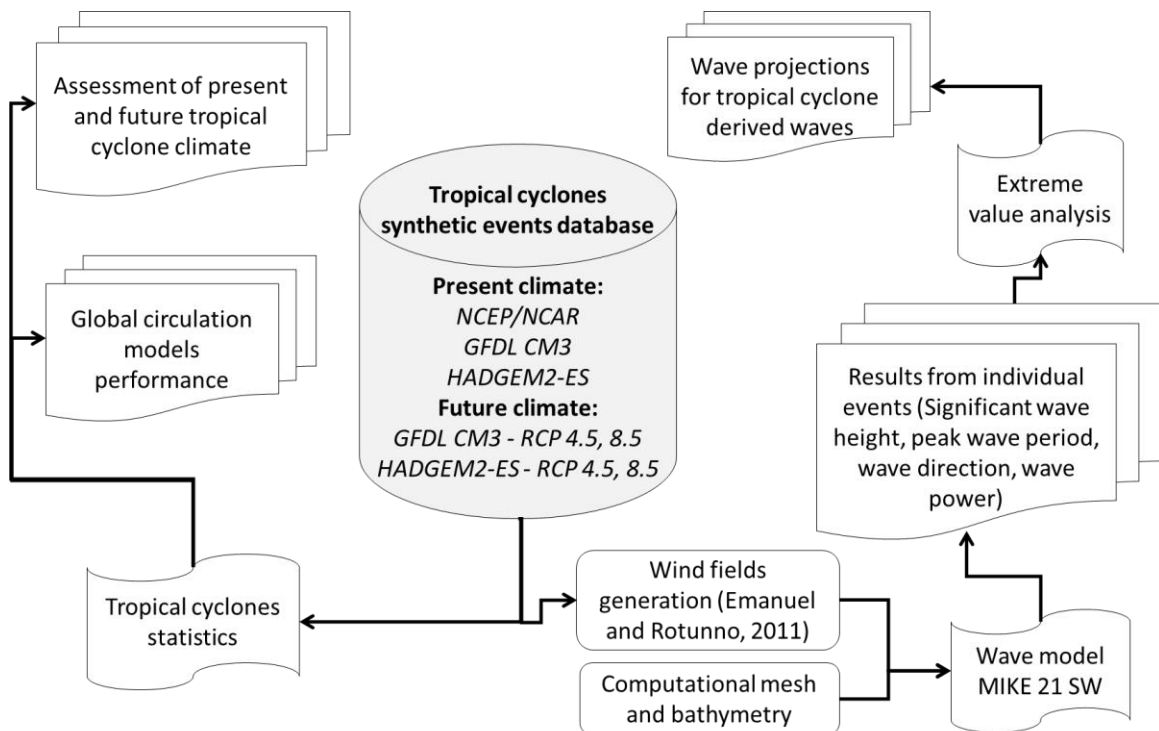 Assessment of present
and future tropical
cyclone climate
Global circulation
models
performance
Tropical cyclones
statistics
Tropical cyclones
synthetic events database
Present climate:
NCEP/NCAR
GFDL CM3
HADGEM2-ES
Future climate:
GFDL CM3 - RCP 4.5, 8.5
HADGEM2-ES - RCP 4.5, 8.5
Wind fields
generation (Emanuel
and Rotunno, 2011)
Computational mesh
and bathymetry
Wave model
MIKE 21 SW
Results from individual
events (Significant wave
height, peak wave period,
wave direction, wave
power)
Extreme
value analysis
Wave projections
for tropical cyclone
derived waves